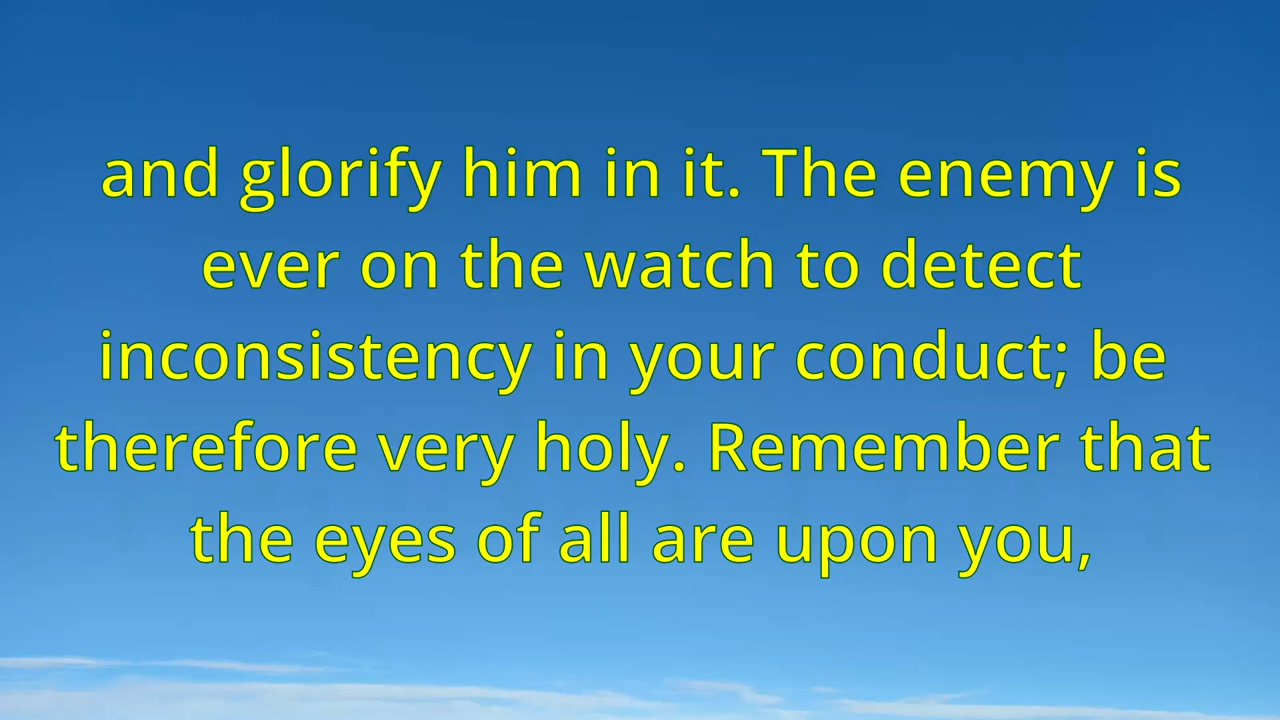 and glorify him in it. The enemy is
ever on the watch to detect
inconsistency in your conduct; be
therefore very holy. Remember that
the eyes of all are upon you,